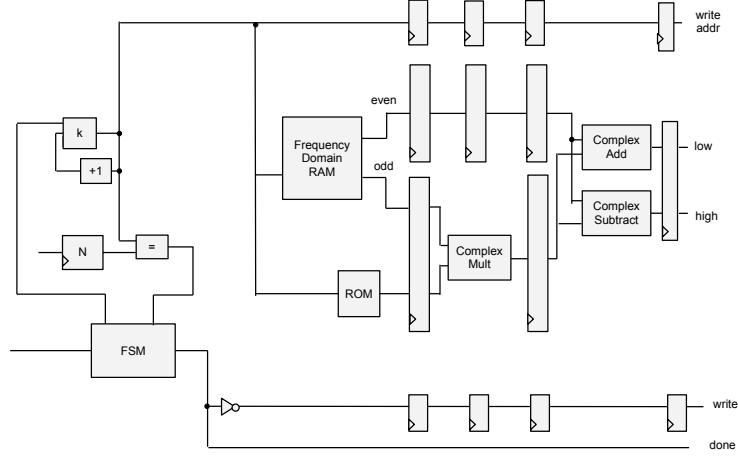 write
addr
even
k
Frequency
Domain
RAM
Complex
Add
low
odd
+1
Complex
Subtract
high
N
=
Complex
Mult
ROM
FSM
write
done